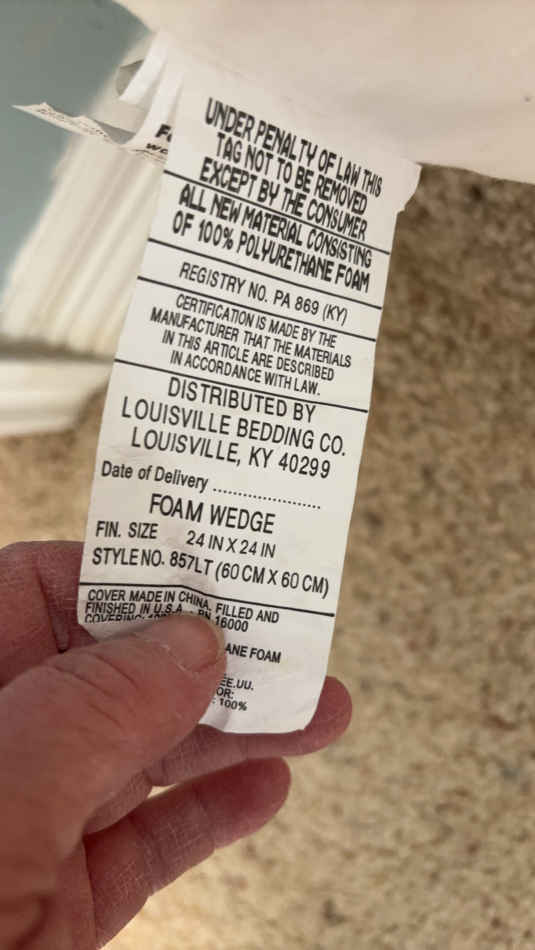 UNDER PENALTY OF LAW THIS
TAG NOT TO BE REMOVED
EXCEPT BY THE CONSUMER
ALL NEW MATERIAL CONSISTING
OF 100% POLYURETHANE FOAM
REGISTRY NO. PA 869 (KY)
CERTIFICATION IS MADE BY THE
MANUFACTURER THAT THE MATERIALS
IN THIS ARTICLE ARE DESCRIBED
IN ACCORDANCE WITH LAW.
DISTRIBUTED BY
LOUISVILLE BEDDING CO.
LOUISVILLE, KY 40299
Date of Delivery ......................
FOAM WEDGE
FIN. SIZE 24 IN X 24 IN
STYLE NO. 857LT (60 CM X 60 CM)
COVER MADE IN CHINA, FILLED AND
FINISHED IN U.S.A. RN 16000
COVERING:
ANE FOAM
EE.UU.
OR:
: 100%